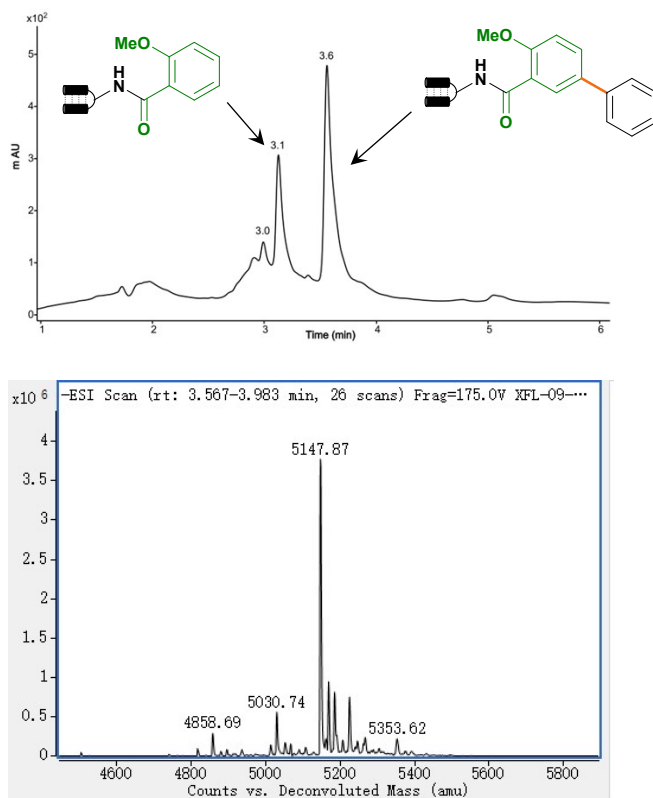 x10²
5
4
3
2
1
0
m AU
MeO
H
N
O
3.0
3.1
3.6
MeO
H
N
O
1
2
3
4
5
6
Time (min)
x10 6
-ESI Scan (rt: 3.567-3.983 min, 26 scans) Frag=175.0V XFL-09-⋯
4
3.5
3
2.5
2
1.5
1
0.5
0
5147.87
5030.74
4858.69
5353.62
4600
4800
5000
5200
5400
5600
5800
Counts vs. Deconvoluted Mass (amu)